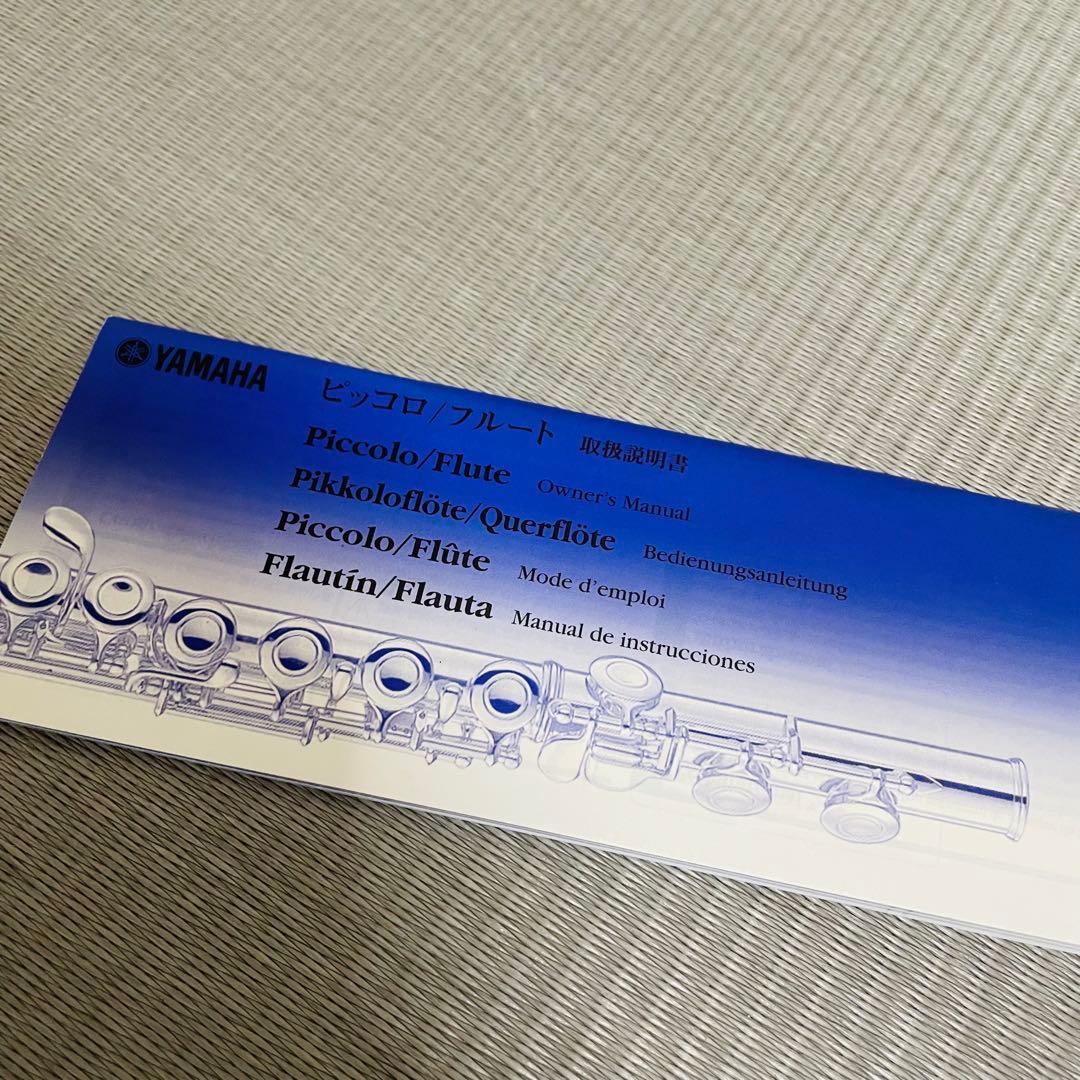 YAMAHA
ピッコロ/フルート 取扱説明書
Piccolo/Flute Owner's Manual
Pikkoloflöte/Querflöte Bedienungsanleitung
Piccolo/Flûte Mode d'emploi
Flautín/Flauta Manual de instrucciones